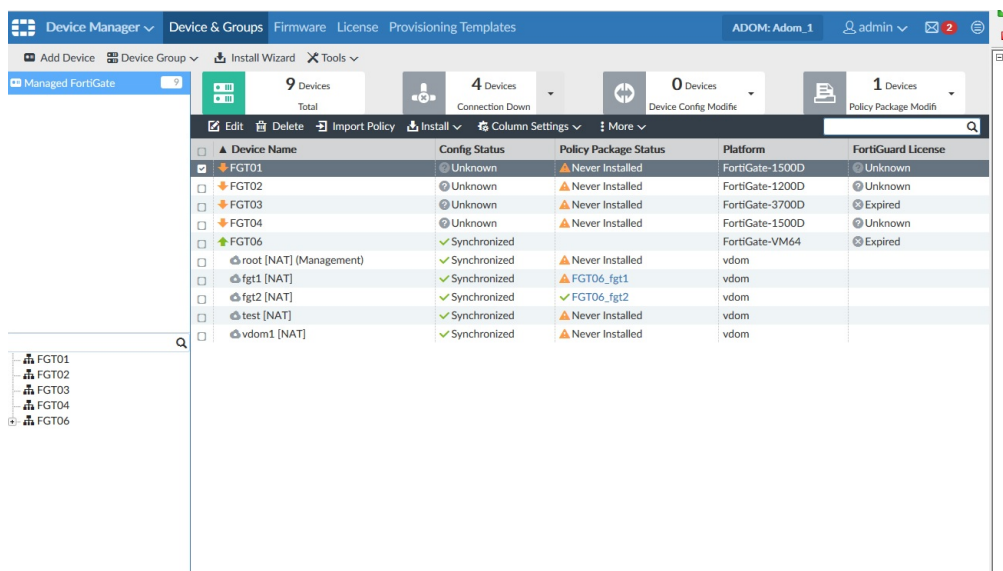 Device Manager Device & Groups Firmware License Provisioning Templates ADOM: Adom_1 admin 2
Add Device Device Group Install Wizard Tools
Managed FortiGate 9
9 Devices
Total
4 Devices
Connection Down
0 Devices
Device Config Modifie
1 Devices
Policy Package Modifi
Edit Delete Import Policy Install Column Settings More
Device Name Config Status Policy Package Status Platform FortiGuard License
FGT01 Unknown Never Installed FortiGate-1500D Unknown
FGT02 Unknown Never Installed FortiGate-1200D Unknown
FGT03 Unknown Never Installed FortiGate-3700D Expired
FGT04 Unknown Never Installed FortiGate-1500D Unknown
FGT06 Synchronized FortiGate-VM64 Expired
root [NAT] (Management) Synchronized Never Installed vdom
fgt1 [NAT] Synchronized FGT06_fgt1 vdom
fgt2 [NAT] Synchronized FGT06_fgt2 vdom
test [NAT] Synchronized Never Installed vdom
vdom1 [NAT] Synchronized Never Installed vdom
FGT01
FGT02
FGT03
FGT04
FGT06